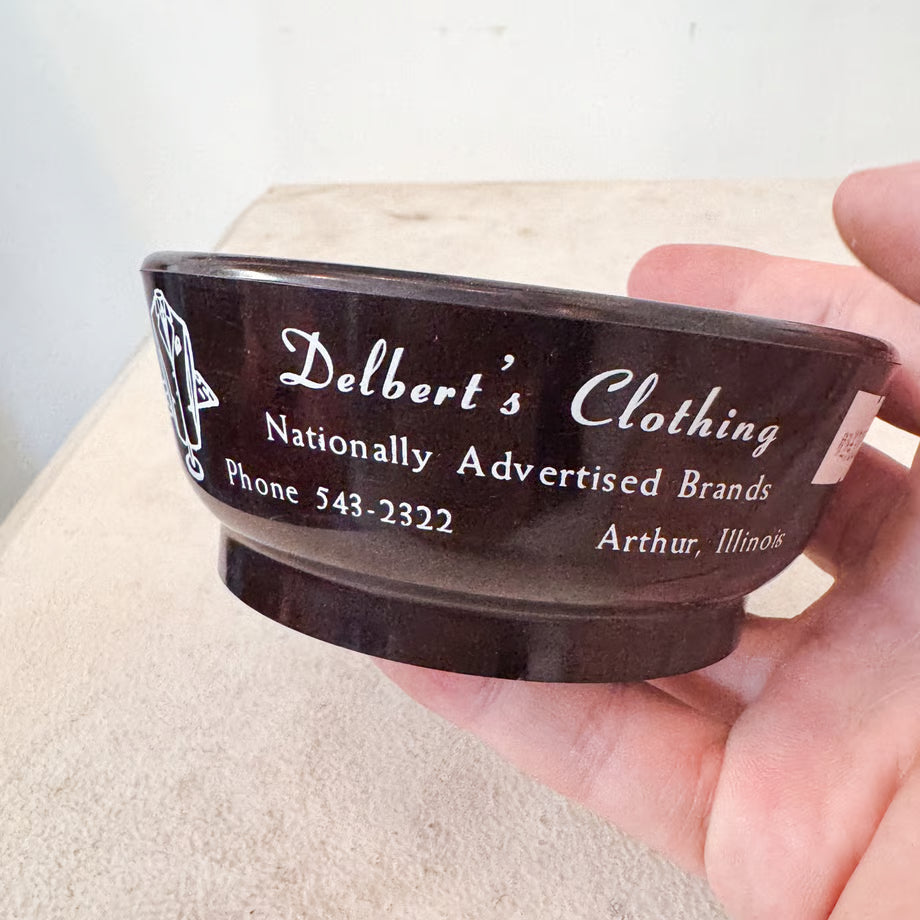 Delbert's Clothing
Nationally Advertised Brands
Phone 543-2322
Arthur, Illinois